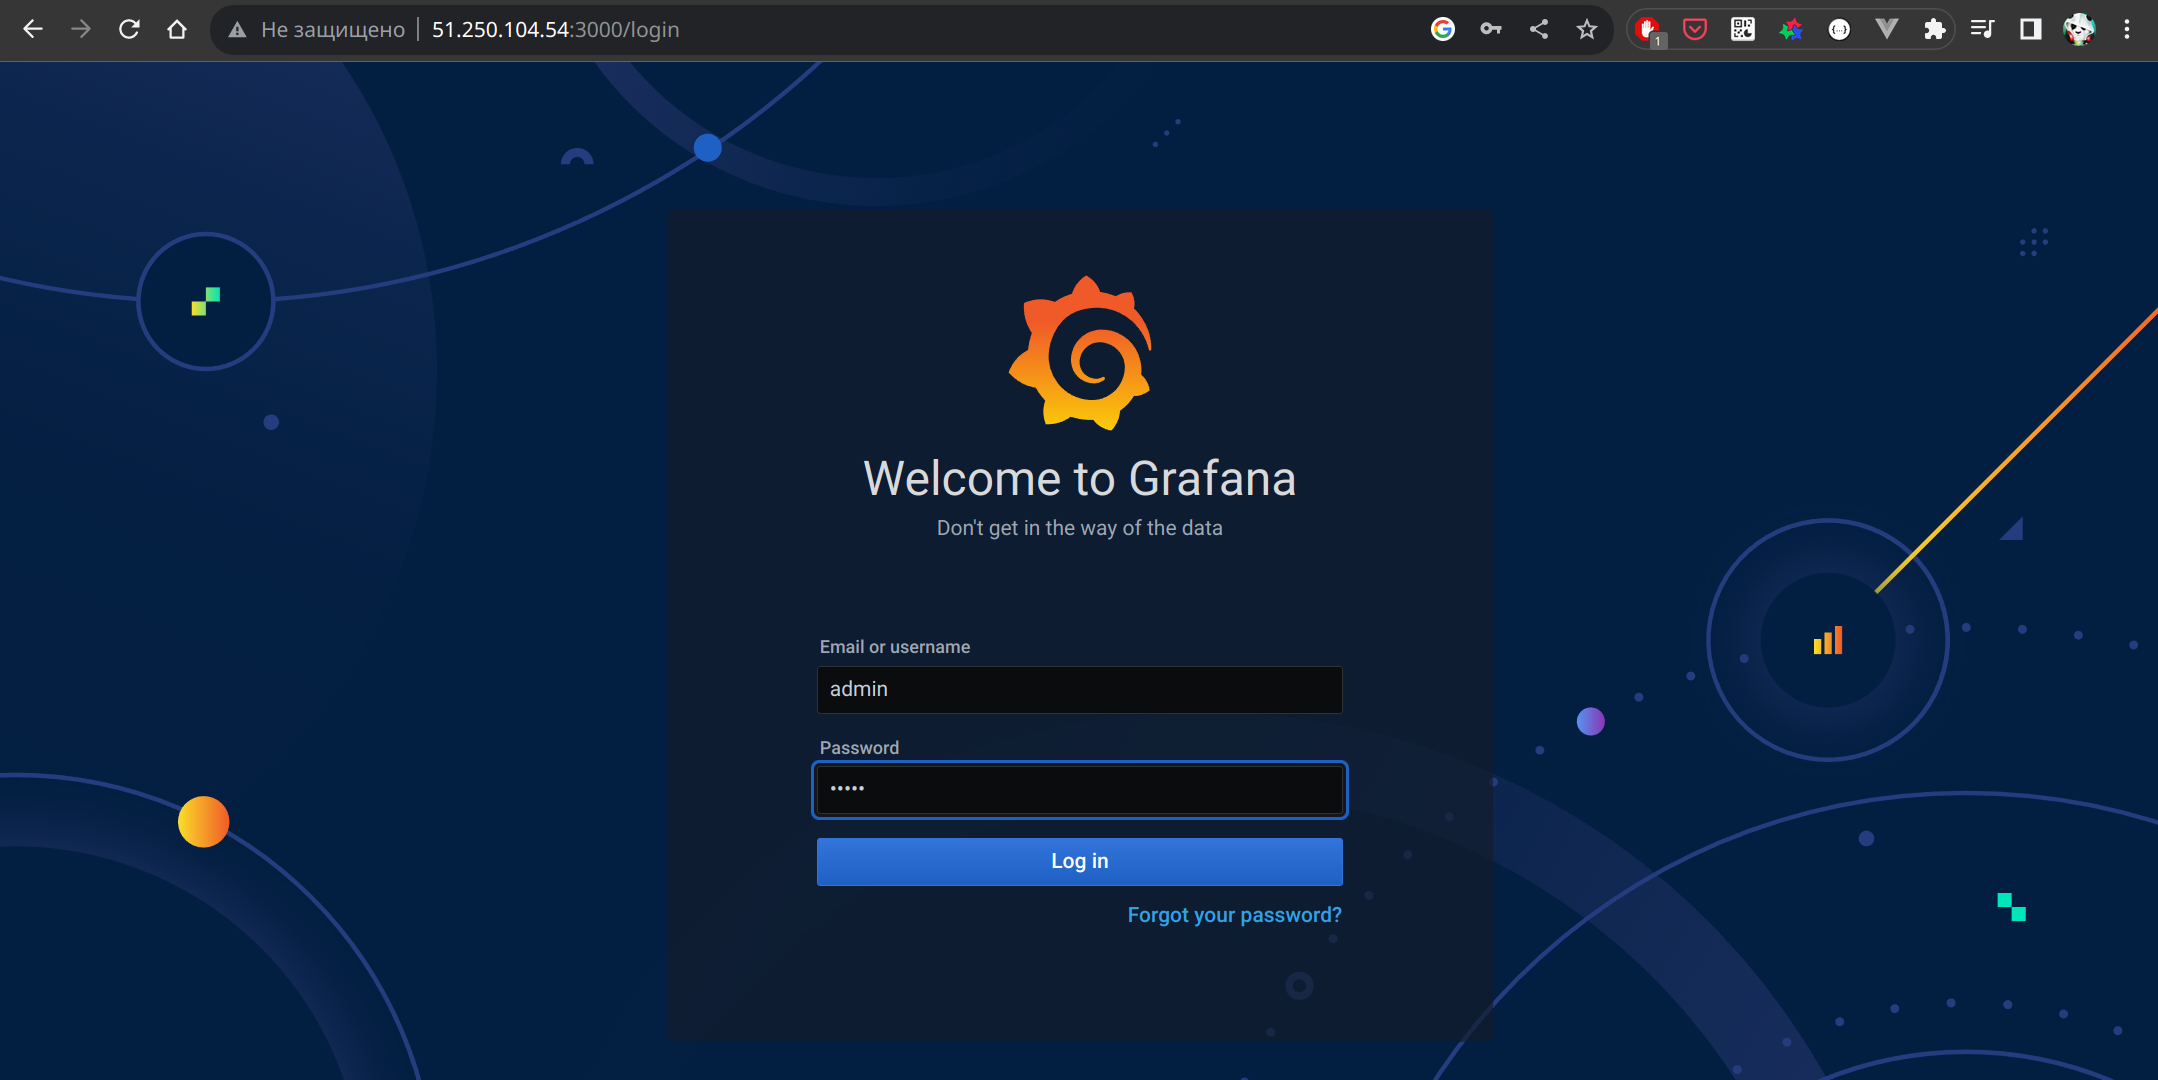 Не защищено 51.250.104.54:3000/login
1
Welcome to Grafana
Don't get in the way of the data
Email or username
admin
Password
•••••
Log in
Forgot your password?